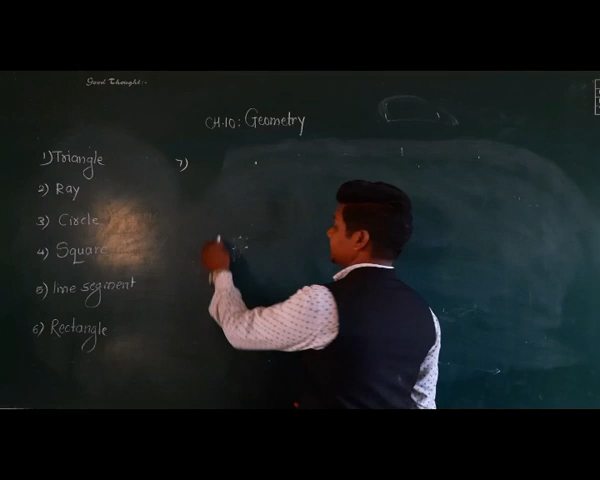 Good Thought:-
CH.10: Geometry
1) Triangle
2) Ray
3) Circle
4) Square
5) line segment
6) Rectangle
7)